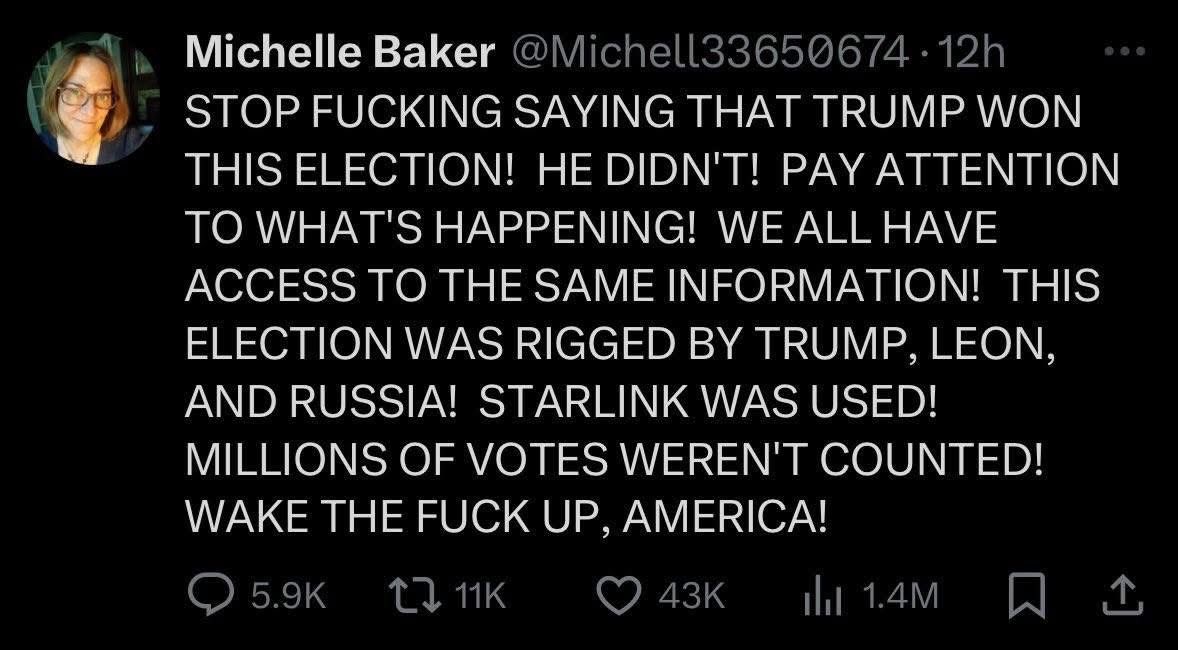 Michelle Baker @Michell33650674 · 12h
STOP FUCKING SAYING THAT TRUMP WON
THIS ELECTION!  HE DIDN'T!  PAY ATTENTION
TO WHAT'S HAPPENING!  WE ALL HAVE
ACCESS TO THE SAME INFORMATION!  THIS
ELECTION WAS RIGGED BY TRUMP, LEON,
AND RUSSIA!  STARLINK WAS USED!
MILLIONS OF VOTES WEREN'T COUNTED!
WAKE THE FUCK UP, AMERICA!
5.9K 11K 43K 1.4M